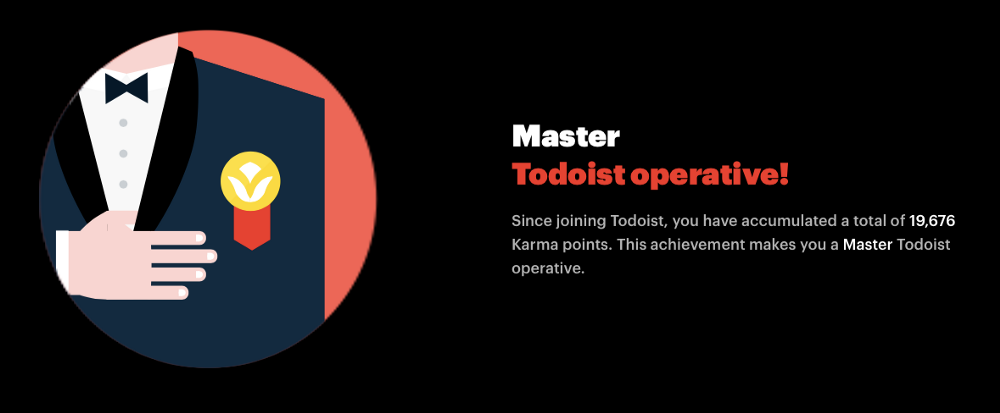 Master
Todoist operative!
Since joining Todoist, you have accumulated a total of 19,676
Karma points. This achievement makes you a Master Todoist
operative.